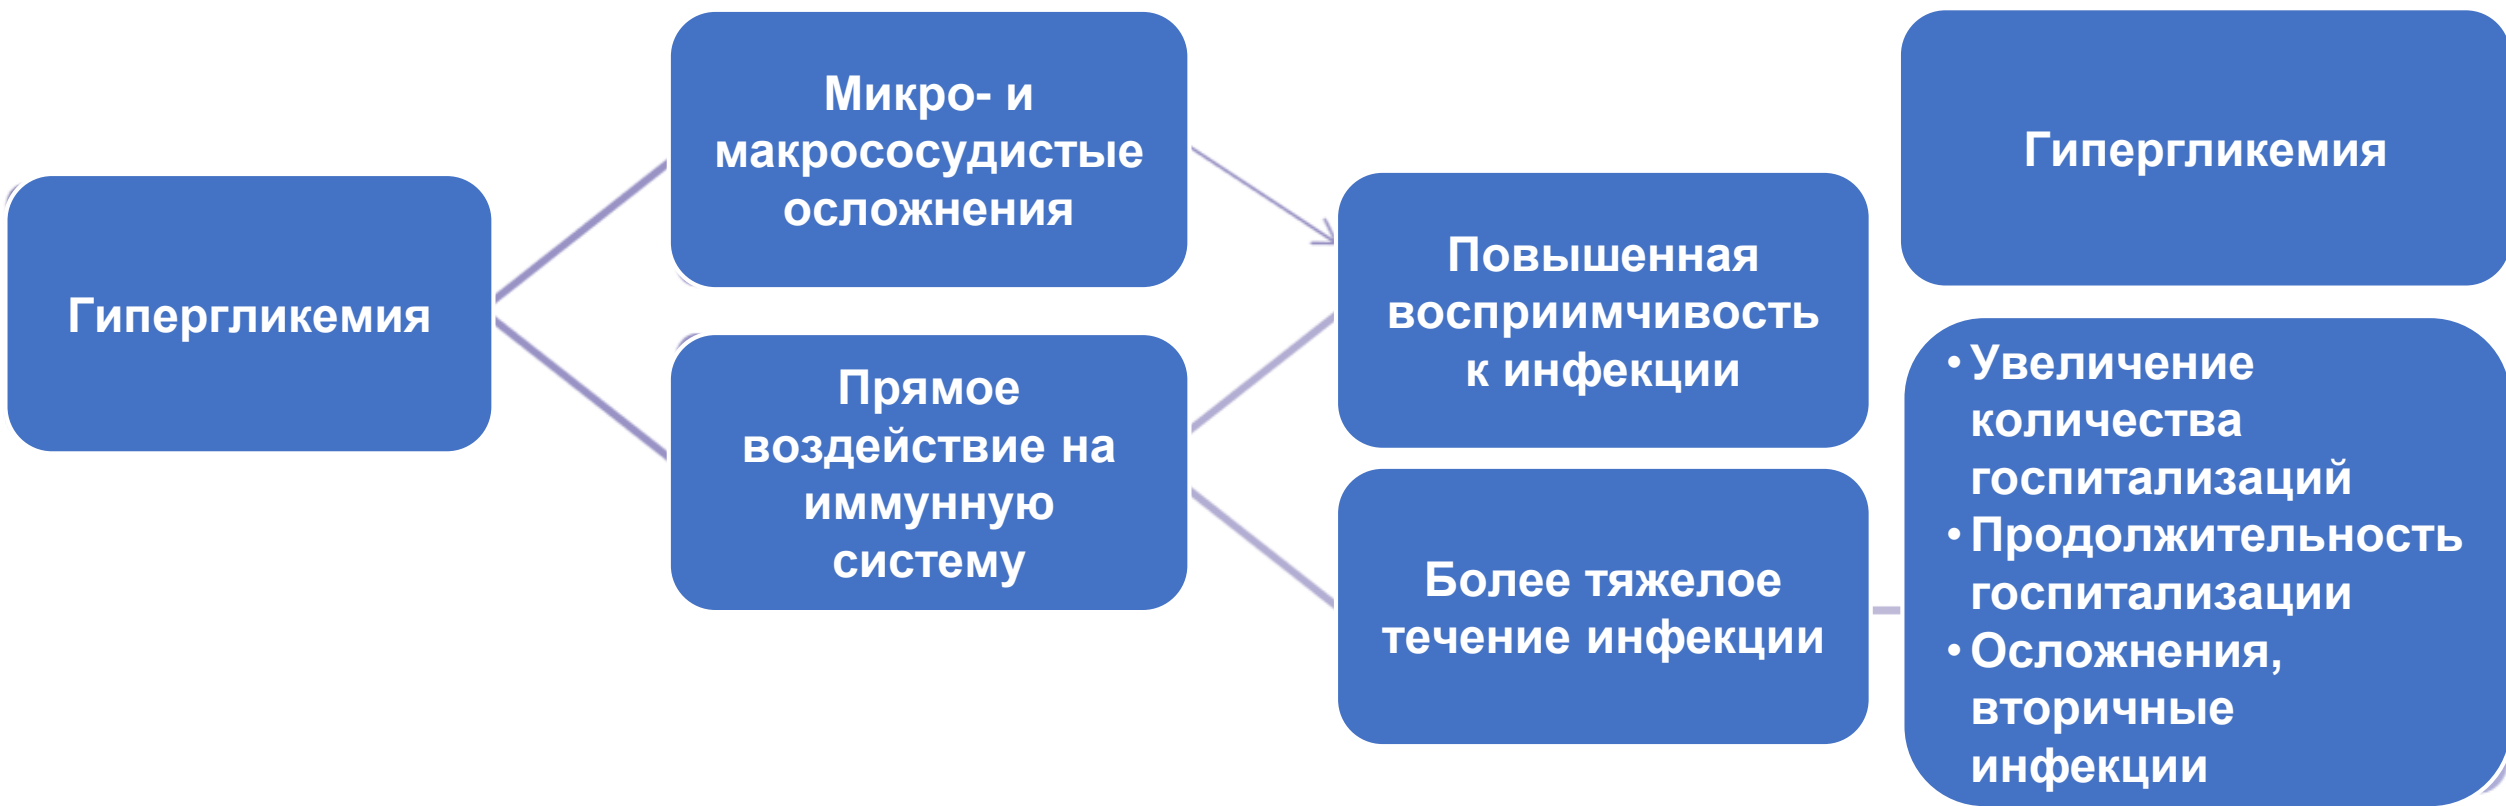 Гипергликемия
Микро- и
макрососудистые
осложнения
Прямое
воздействие на
иммунную
систему
Повышенная
восприимчивость
к инфекции
Более тяжелое
течение инфекции
Гипергликемия
• Увеличение
количества
госпитализаций
• Продолжительность
госпитализации
• Осложнения,
вторичные
инфекции